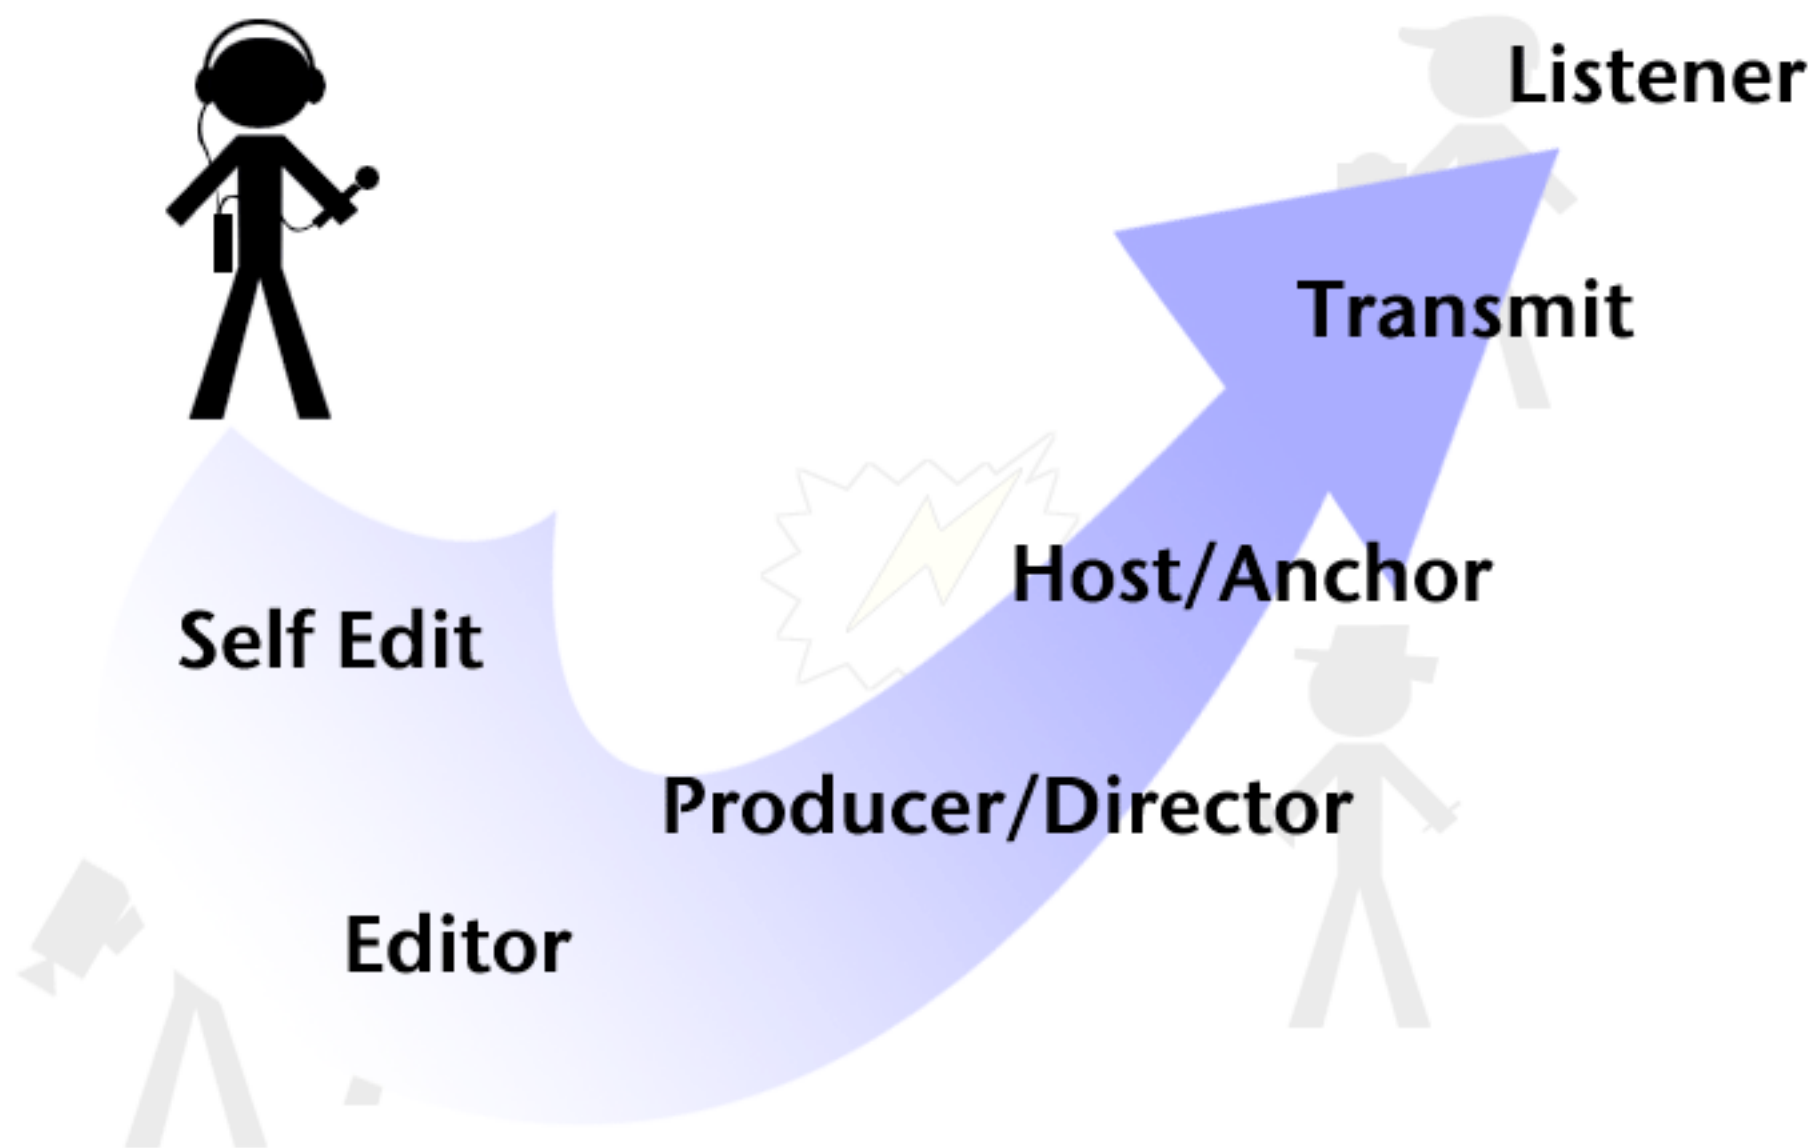 Listener
Transmit
Host/Anchor
Self Edit
Producer/Director
Editor